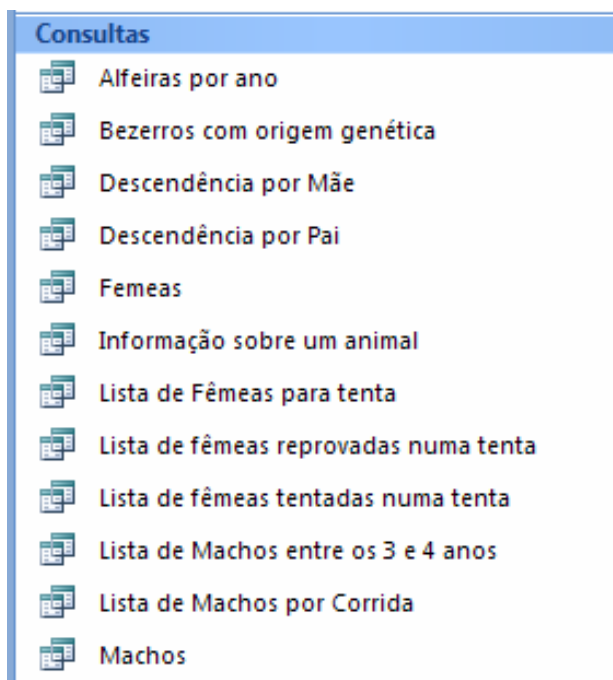 Consultas
Alfeiras por ano
Bezerros com origem genética
Descendência por Mãe
Descendência por Pai
Femeas
Informação sobre um animal
Lista de Fêmeas para tenta
Lista de fêmeas reprovadas numa tenta
Lista de fêmeas tentadas numa tenta
Lista de Machos entre os 3 e 4 anos
Lista de Machos por Corrida
Machos